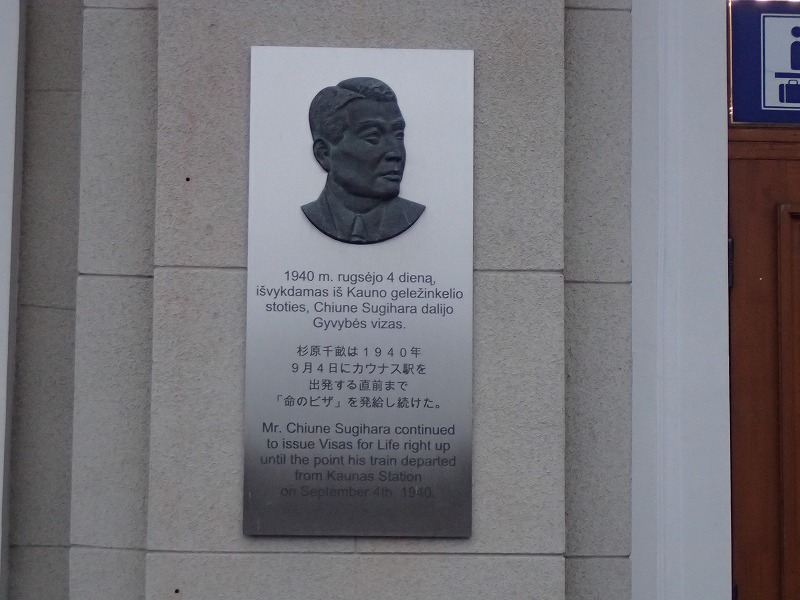 1940 m. rugsėjo 4 dieną,
išvykdamas iš Kauno geležinkelio
stoties, Chiune Sugihara dalijo
Gyvybės vizas.
杉原千畝は１９４０年
９月４日にカウナス駅を
出発する直前まで
「命のビザ」を発給し続けた。
Mr. Chiune Sugihara continued
to issue Visas for Life right up
until the point his train departed
from Kaunas Station
on September 4th, 1940.